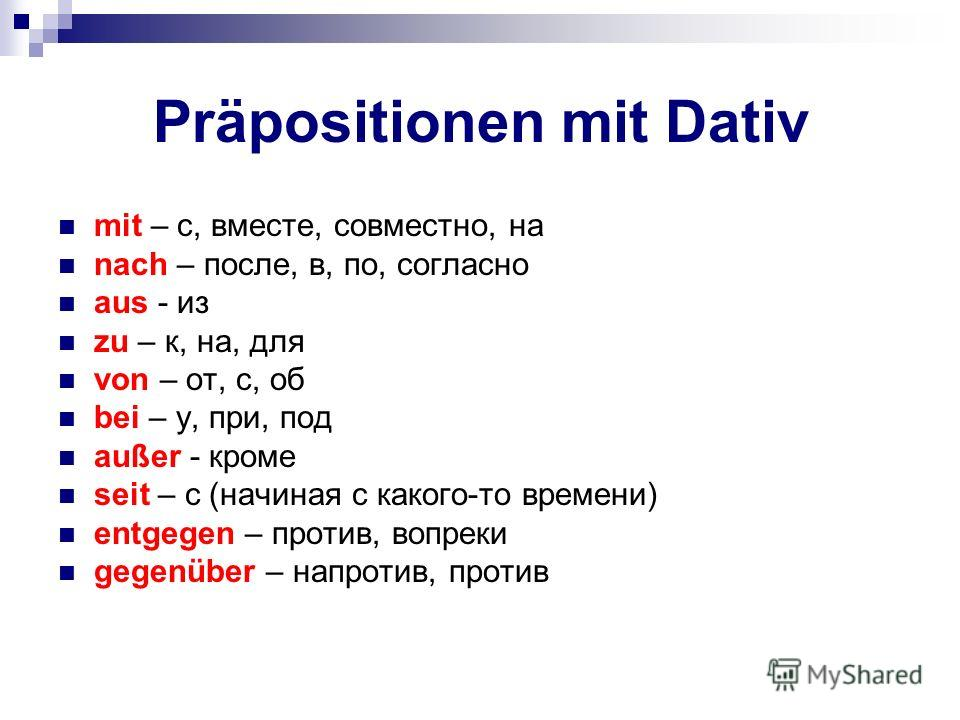 Präpositionen mit Dativ
mit – с, вместе, совместно, на
nach – после, в, по, согласно
aus - из
zu – к, на, для
von – от, с, об
bei – у, при, под
außer - кроме
seit – с (начиная с какого-то времени)
entgegen – против, вопреки
gegenüber – напротив, против
MyShared